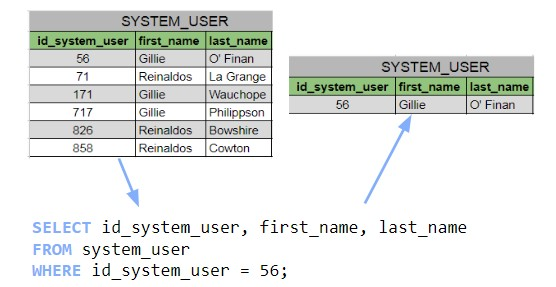 SYSTEM_USER
id_system_user first_name last_name
56 Gillie O' Finan
71 Reinaldos La Grange
171 Gillie Wauchope
717 Gillie Philippson
826 Reinaldos Bowshire
858 Reinaldos Cowton
SYSTEM_USER
id_system_user first_name last_name
56 Gillie O' Finan
SELECT id_system_user, first_name, last_name
FROM system_user
WHERE id_system_user = 56;